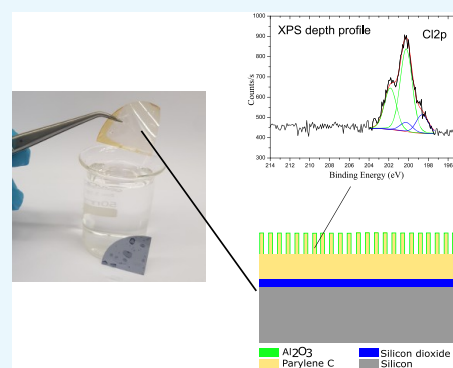 XPS depth profile Cl2p
Counts/s
1000
900
800
700
600
500
400
300
214 212 210 208 206 204 202 200 198 196
Binding Energy (eV)
Al2O3 Silicon dioxide
Parylene C Silicon